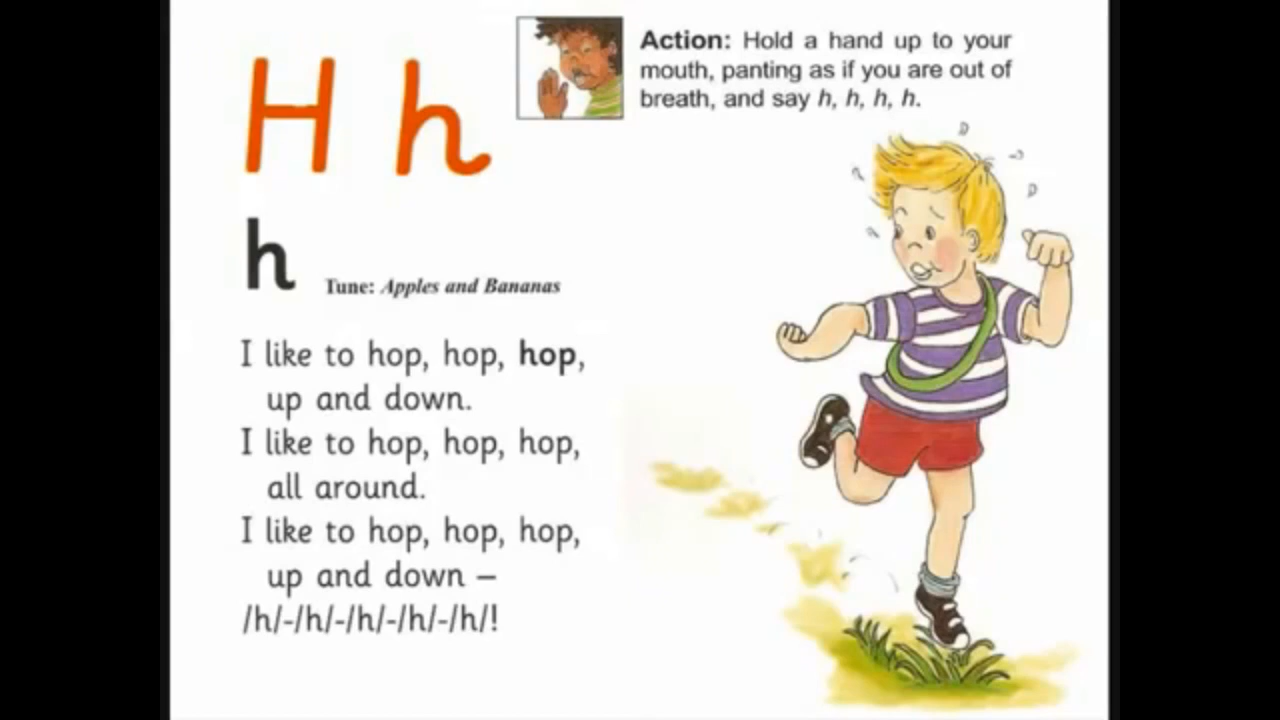 H h
Action: Hold a hand up to your
mouth, panting as if you are out of
breath, and say h, h, h, h.
h
Tune: Apples and Bananas
I like to hop, hop, hop,
up and down.
I like to hop, hop, hop,
all around.
I like to hop, hop, hop,
up and down –
/h/-/h/-/h/-/h/-/h/!